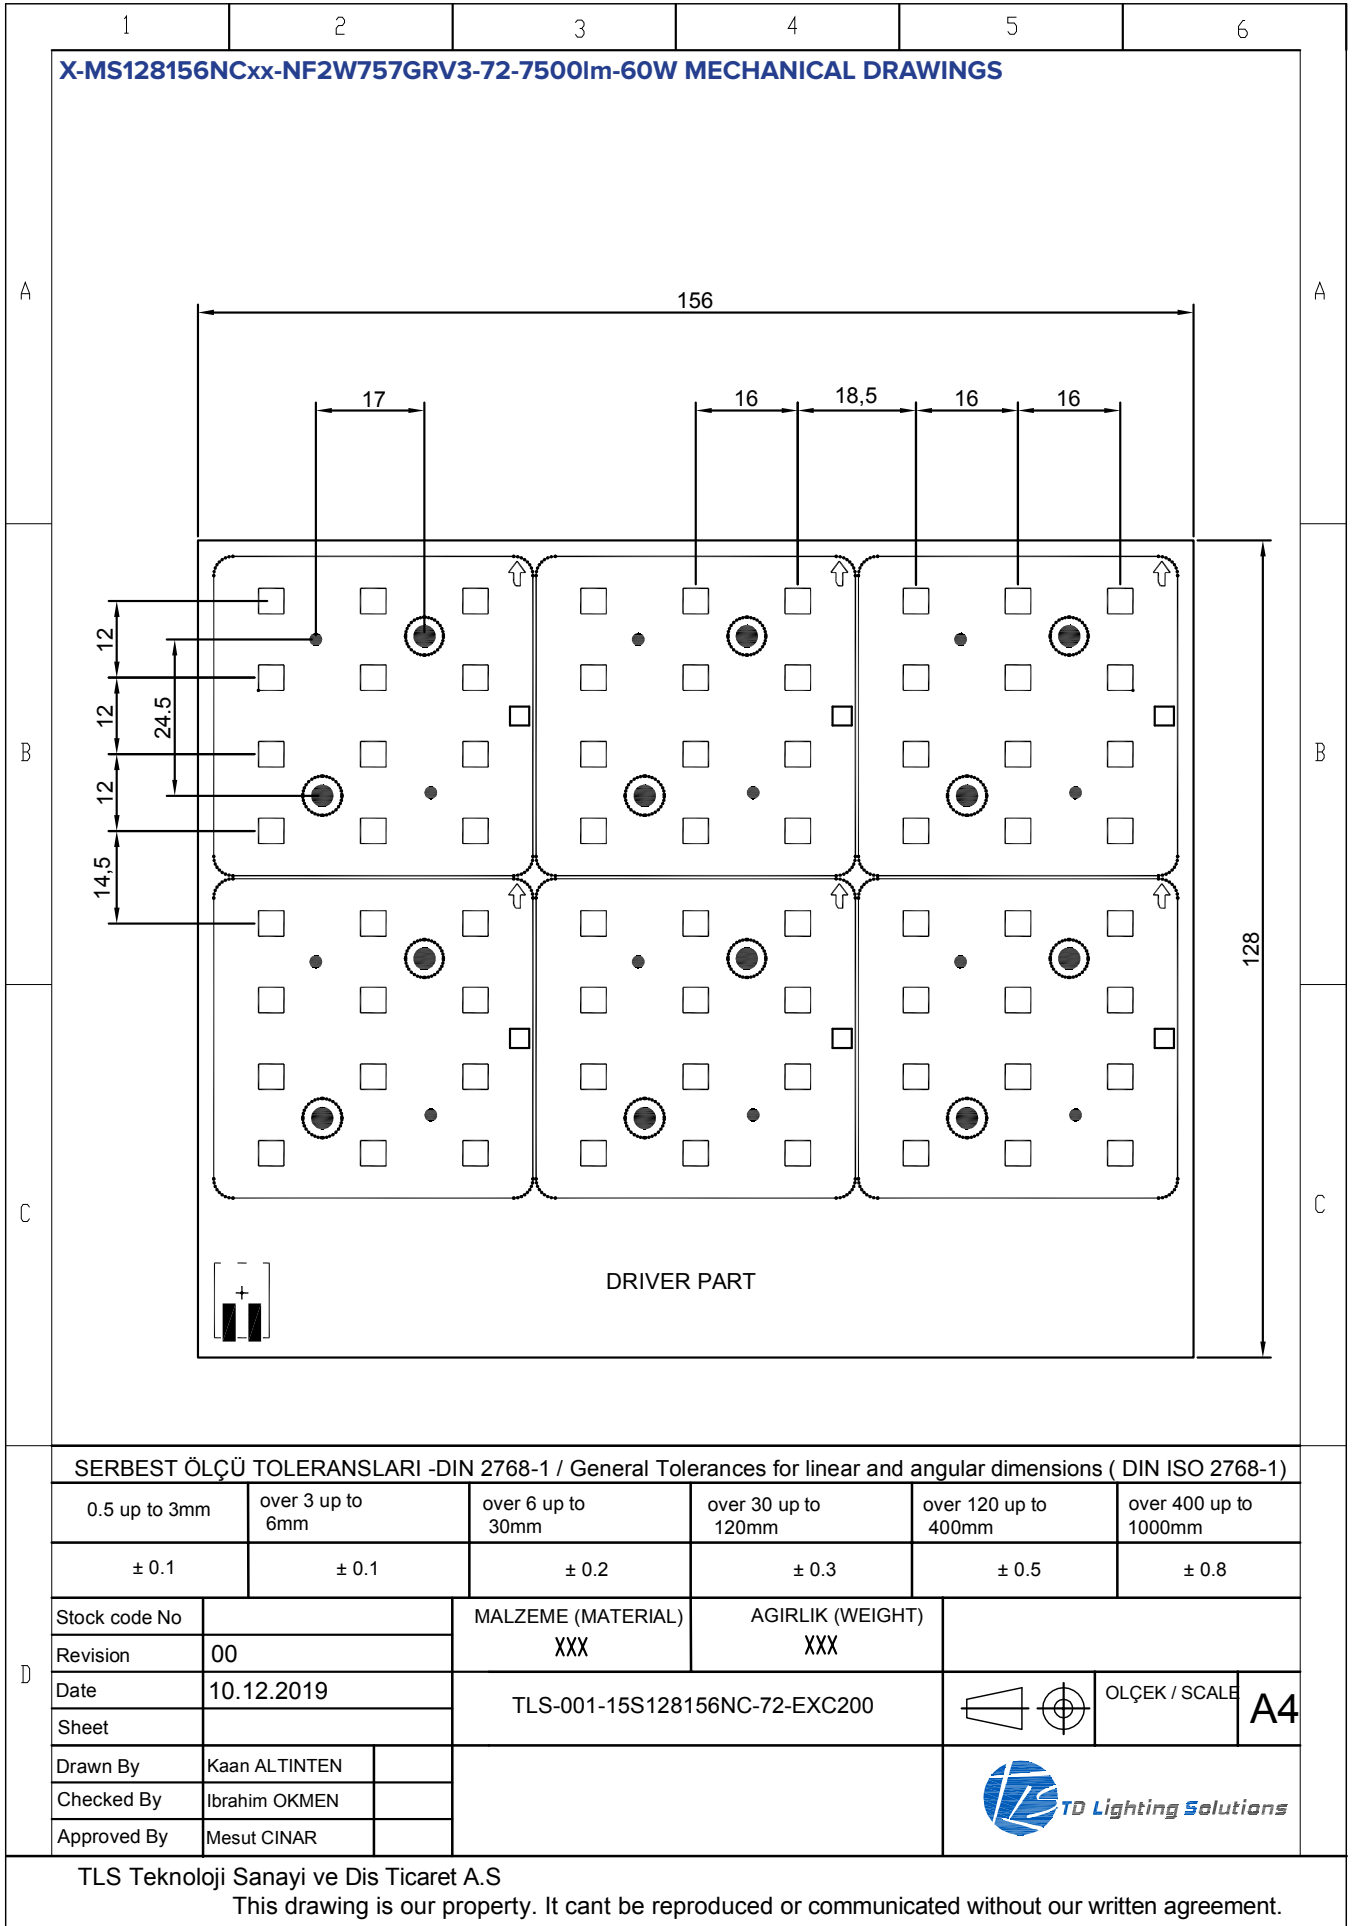 1 2 3 4 5 6
X-MS128156NCxx-NF2W757GRV3-72-7500lm-60W MECHANICAL DRAWINGS
A A
156
17 16 18,5 16 16
12
12
24.5
B B
12
14,5
128
C C
DRIVER PART
SERBEST ÖLÇÜ TOLERANSLARI -DIN 2768-1 / General Tolerances for linear and angular dimensions ( DIN ISO 2768-1)
0.5 up to 3mm
over 3 up to
6mm
over 6 up to
30mm
over 30 up to
120mm
over 120 up to
400mm
over 400 up to
1000mm
± 0.1 ± 0.1 ± 0.2 ± 0.3 ± 0.5 ± 0.8
Stock code No
MALZEME (MATERIAL)
XXX
AGIRLIK (WEIGHT)
XXX
Revision 00
D
Date 10.12.2019
TLS-001-15S128156NC-72-EXC200
OLÇEK / SCALE
A4
Sheet
Drawn By Kaan ALTINTEN
Checked By Ibrahim OKMEN
Approved By Mesut CINAR
TLS
TD Lighting Solutions
TLS Teknoloji Sanayi ve Dis Ticaret A.S
This drawing is our property. It cant be reproduced or communicated without our written agreement.